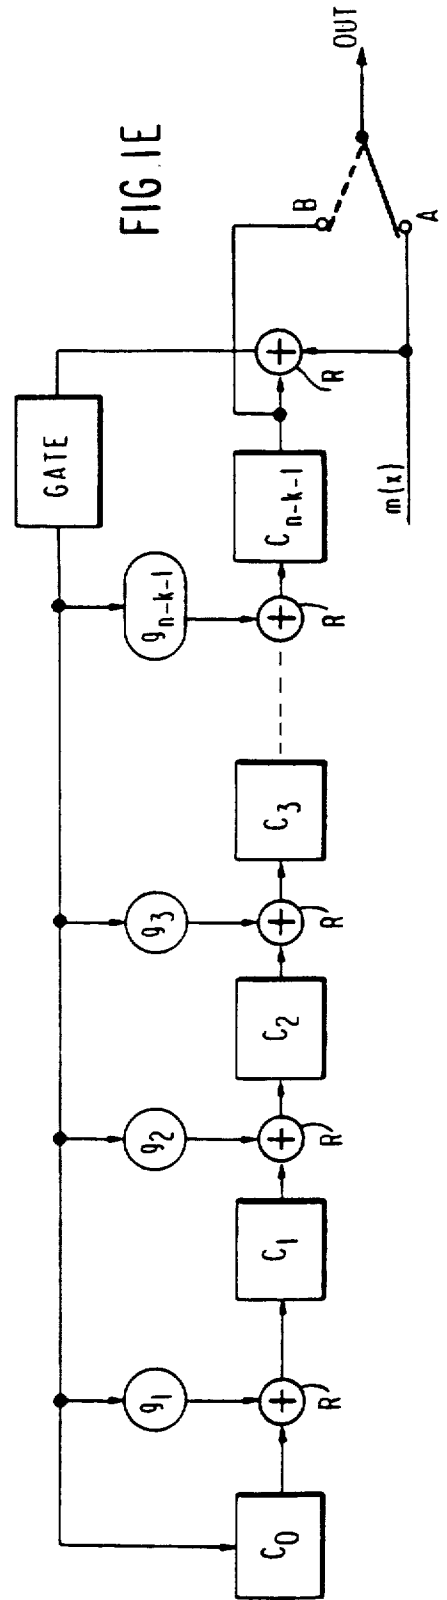 FIG.1E
GATE
OUT
B
A
m(x)
g1
g2
g3
gn-k-1
R
R
R
R
R
C0
C1
C2
C3
Cn-k-1